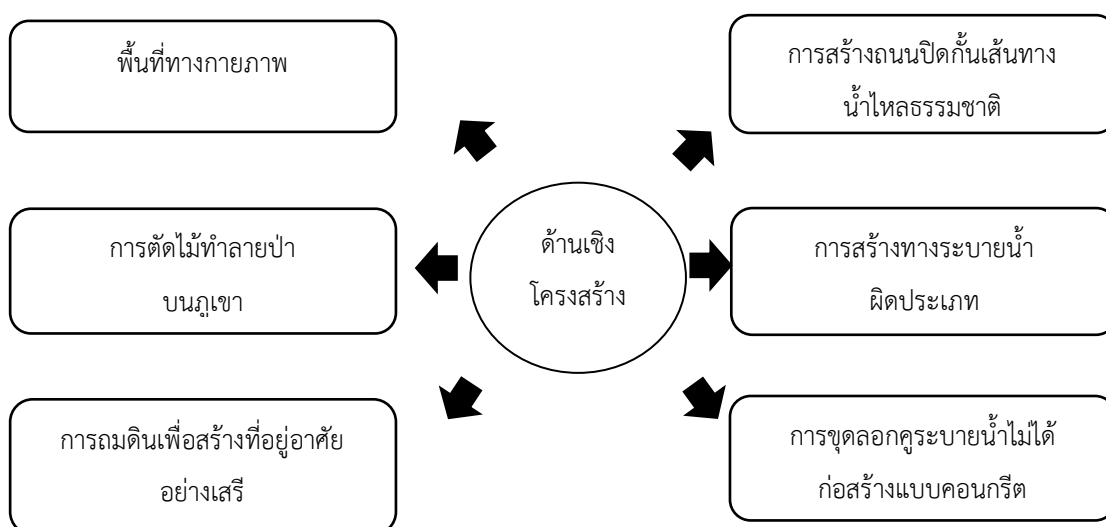 พื้นที่ทางกายภาพ
การสร้างถนนปิดกั้นเส้นทาง
น้ำไหลธรรมชาติ
การตัดไม้ทำลายป่า
บนภูเขา
ด้านเชิง
โครงสร้าง
การสร้างทางระบายน้ำ
ผิดประเภท
การถมดินเพื่อสร้างที่อยู่อาศัย
อย่างเสรี
การขุดลอกคูระบายน้ำไม่ได้
ก่อสร้างแบบคอนกรีต